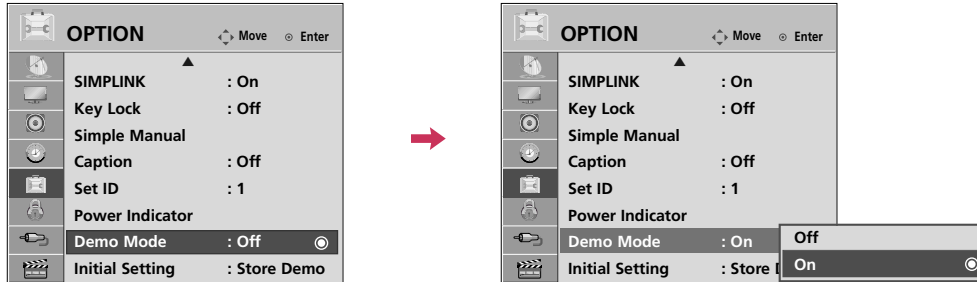 OPTION Move Enter
SIMPLINK : On
Key Lock : Off
Simple Manual
Caption : Off
Set ID : 1
Power Indicator
Demo Mode : Off
Initial Setting : Store Demo
OPTION Move Enter
SIMPLINK : On
Key Lock : Off
Simple Manual
Caption : Off
Set ID : 1
Power Indicator
Demo Mode : On
Initial Setting : Store
Off
On